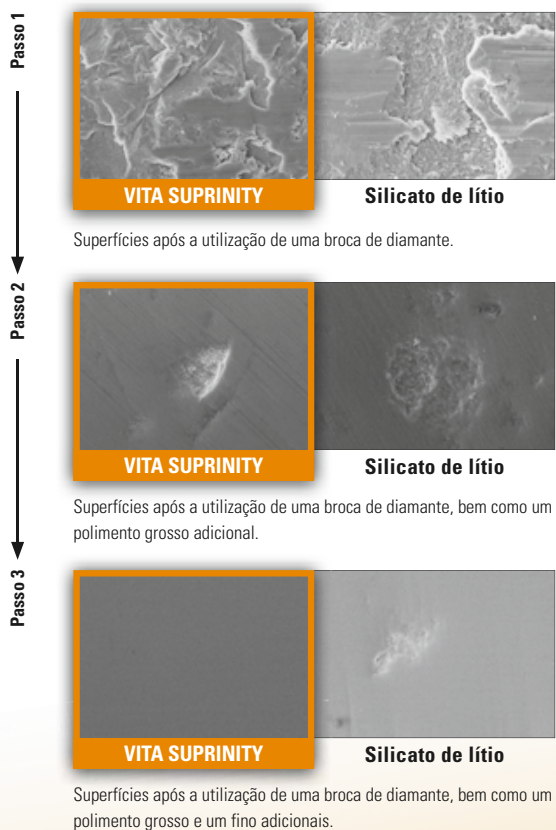 Passo 1
VITA SUPRINITY
Silicato de lítio
Superfícies após a utilização de uma broca de diamante.
Passo 2
VITA SUPRINITY
Silicato de lítio
Superfícies após a utilização de uma broca de diamante, bem como um
polimento grosso adicional.
Passo 3
VITA SUPRINITY
Silicato de lítio
Superfícies após a utilização de uma broca de diamante, bem como um
polimento grosso e um fino adicionais.